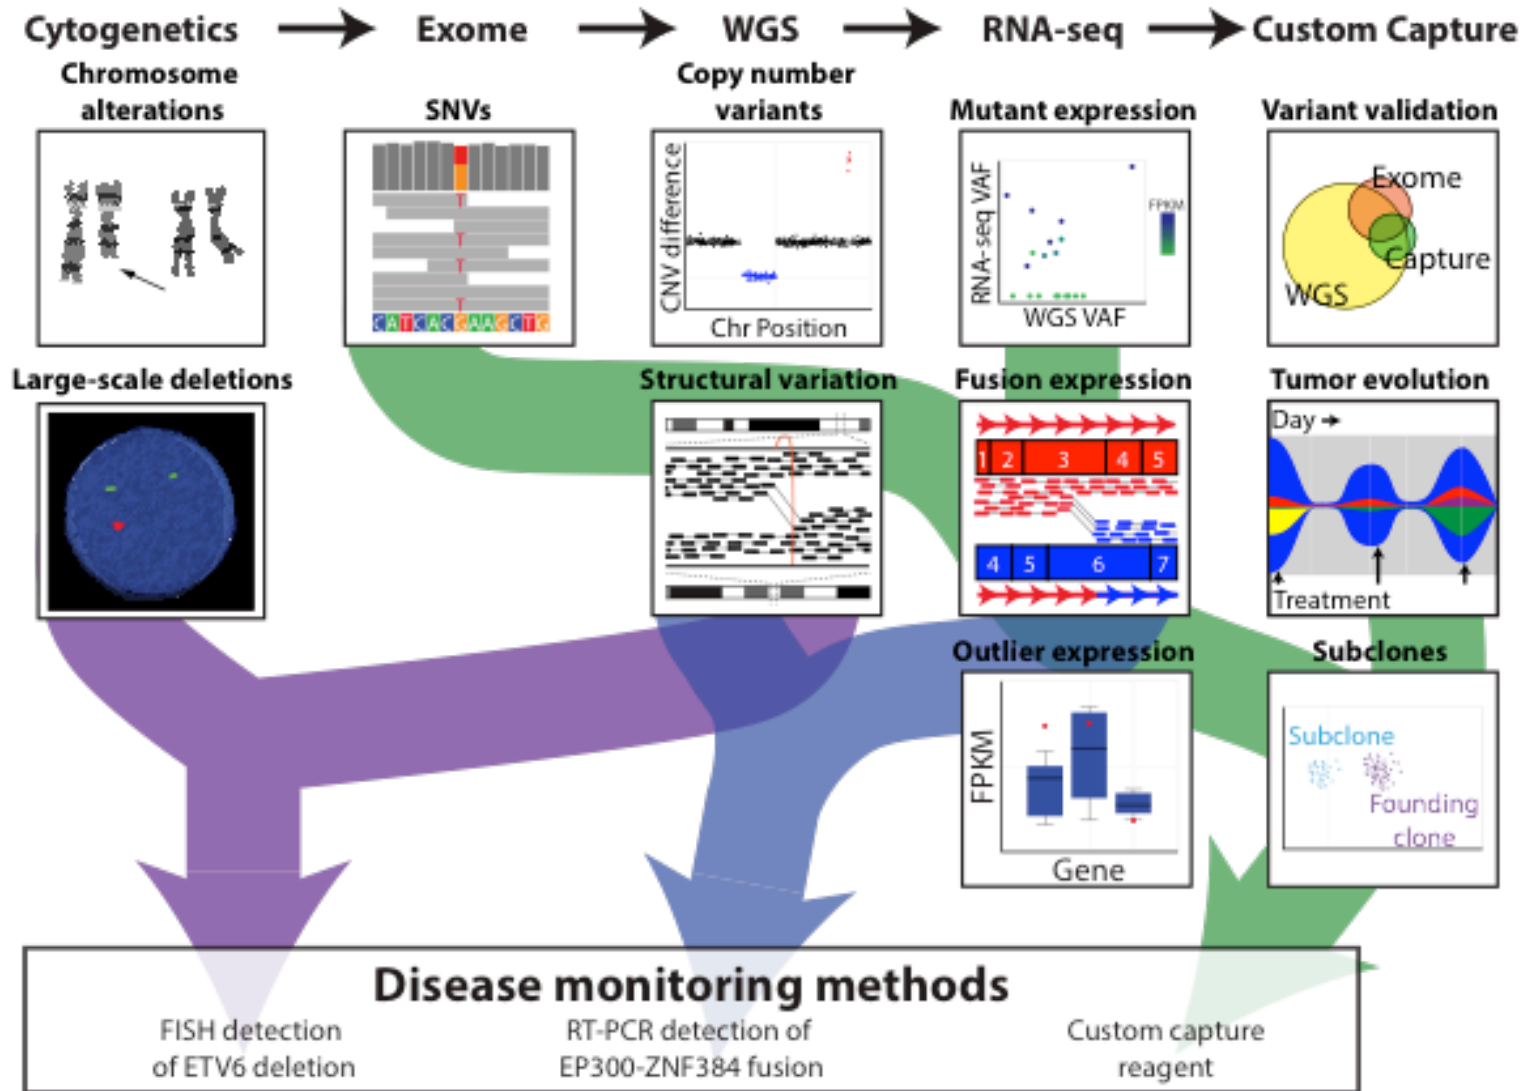 Cytogenetics
Exome
WGS
RNA-seq
Custom Capture
Chromosome
alterations
SNVs
Copy number
variants
Mutant expression
Variant validation
T
T
T
T
CATCACGAAGCTG
CNV difference
Chr Position
RNA-seq VAF
FPKM
WGS VAF
Exome
Capture
WGS
Large-scale deletions
Structural variation
Fusion expression
Tumor evolution
1 2 3 4 5
4 5 6 7
Day
Treatment
Outlier expression
Subclones
FPKM
Gene
Subclone
Founding
clone
Disease monitoring methods
FISH detection
of ETV6 deletion
RT-PCR detection of
EP300-ZNF384 fusion
Custom capture
reagent